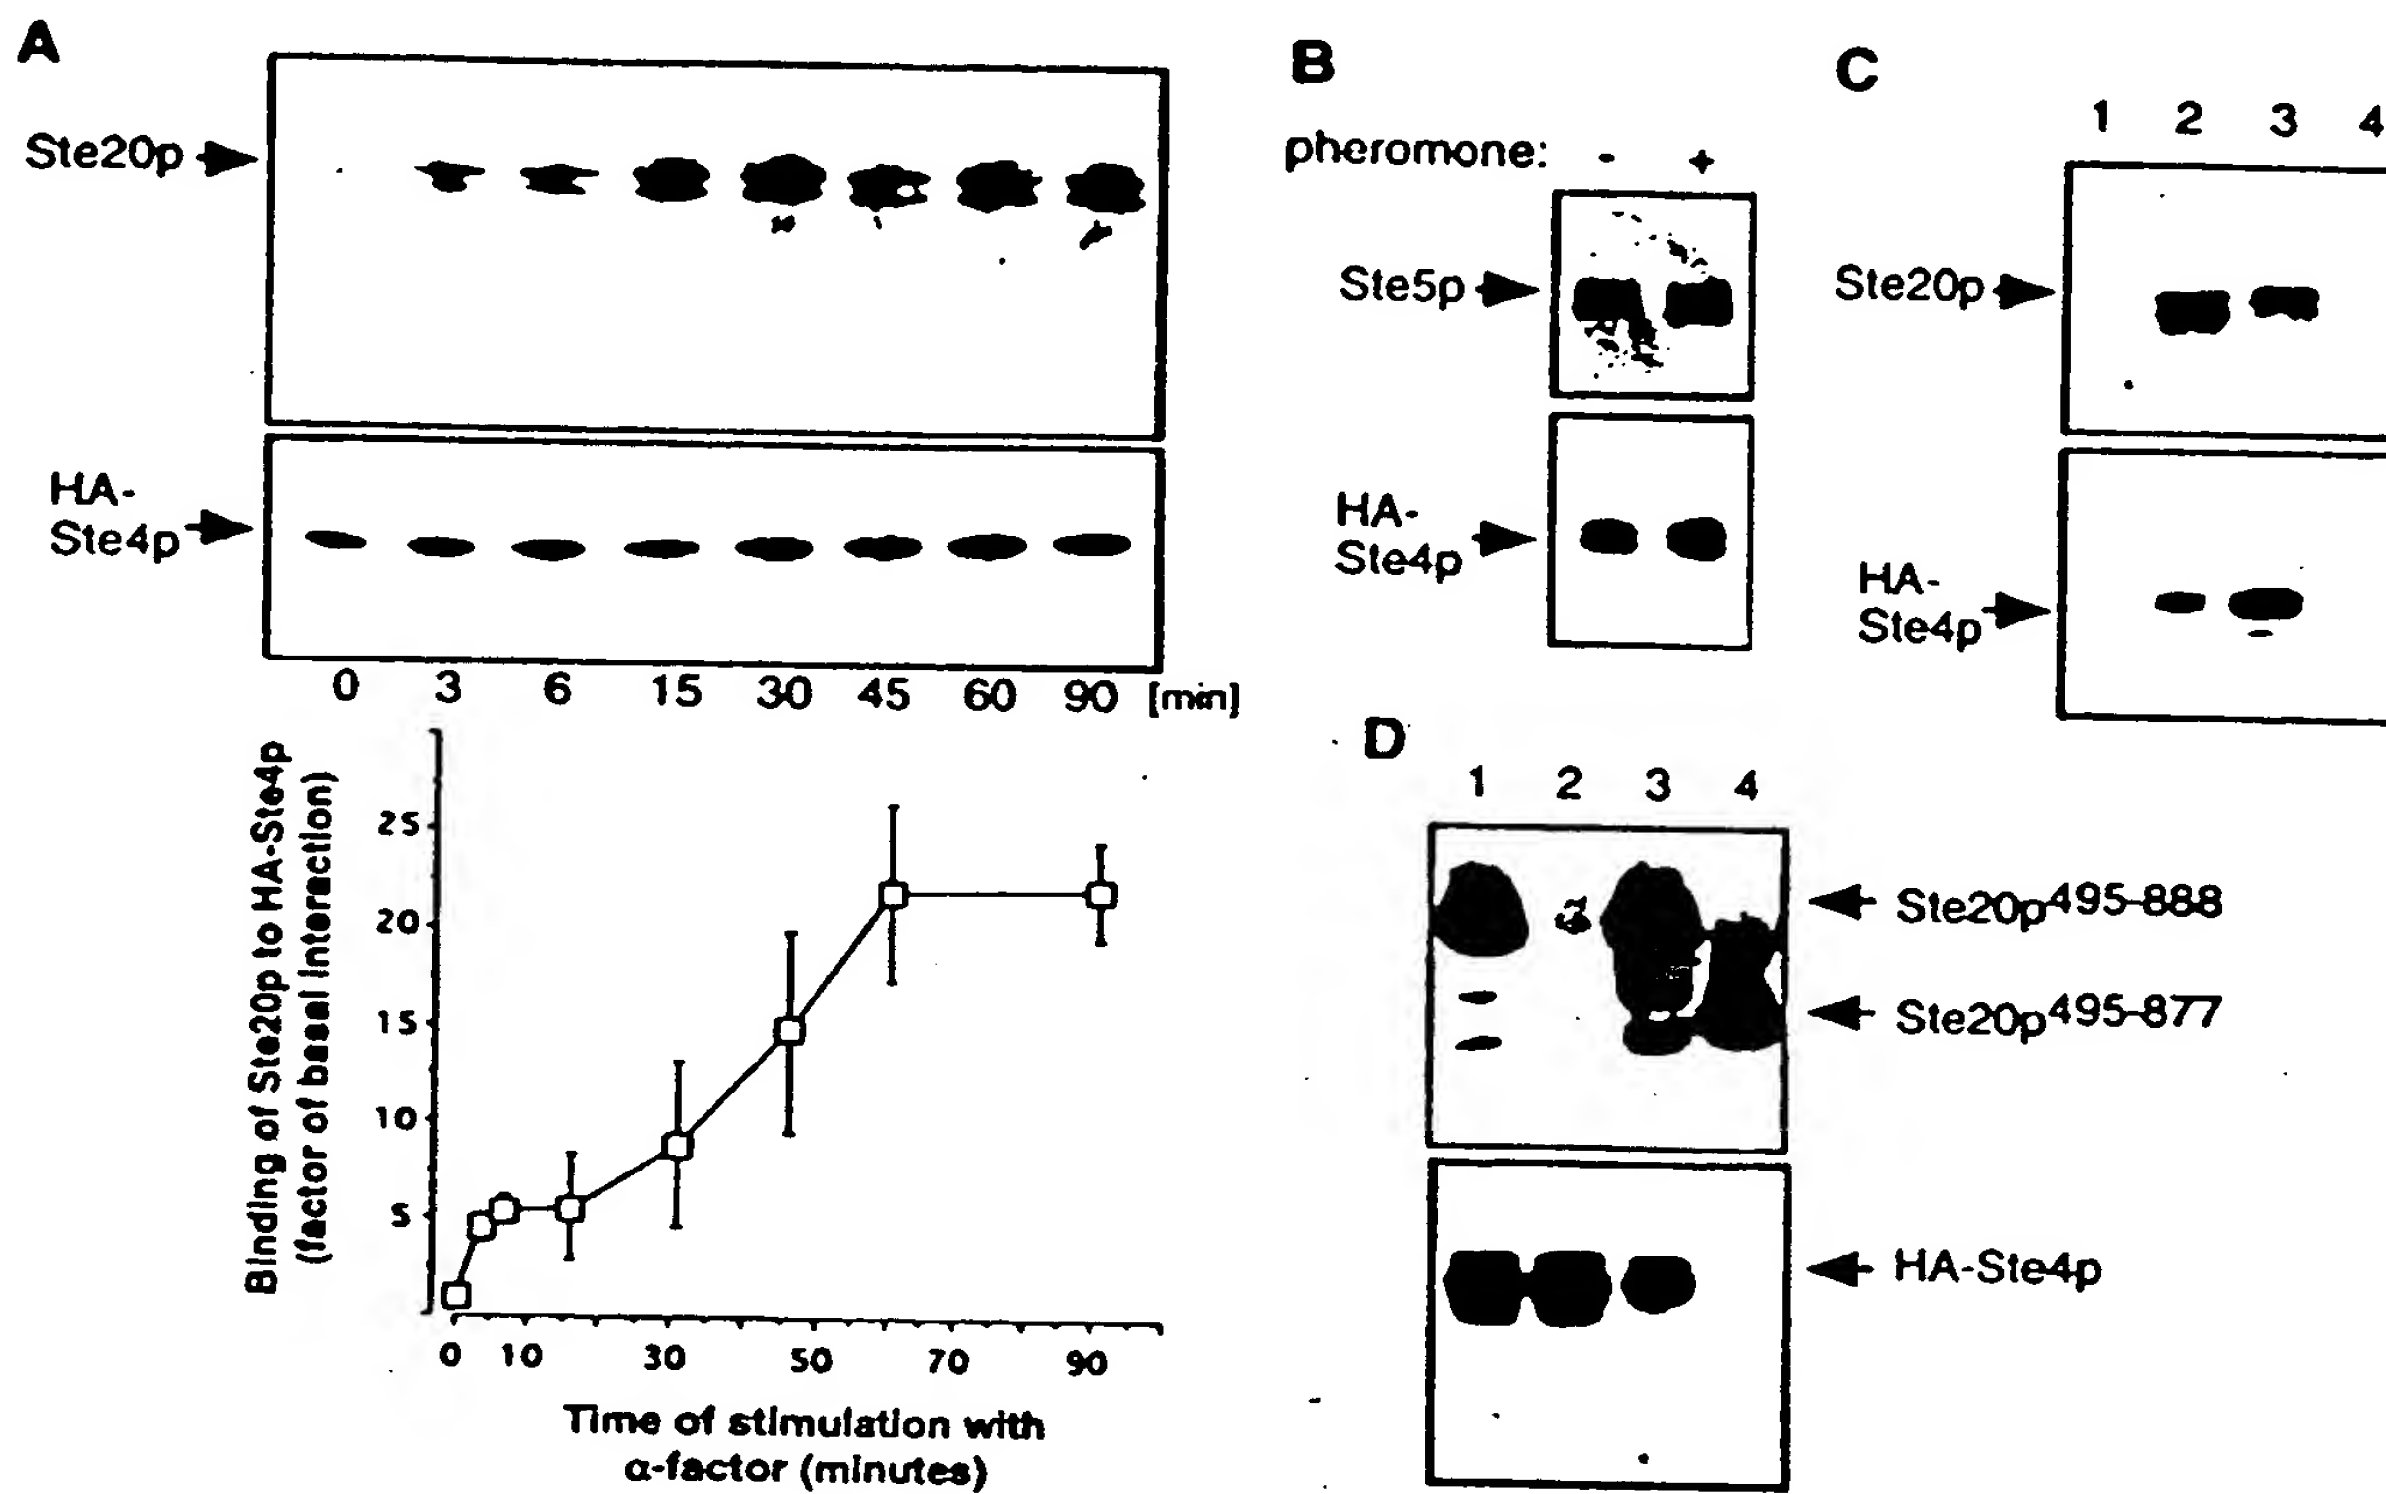 A
Ste20p
HA-
Ste4p
0 3 6 15 30 45 60 90 [min]
Binding of Ste20p to HA-Ste4p
(factor of basal interaction)
25
20
15
10
5
0 10 30 50 70 90
Time of stimulation with
α-factor (minutes)
B
pheromone: - +
Ste5p
HA-
Ste4p
C
1 2 3 4
Ste20p
HA-
Ste4p
D
1 2 3 4
Ste20p495-888
Ste20p495-877
HA-Ste4p